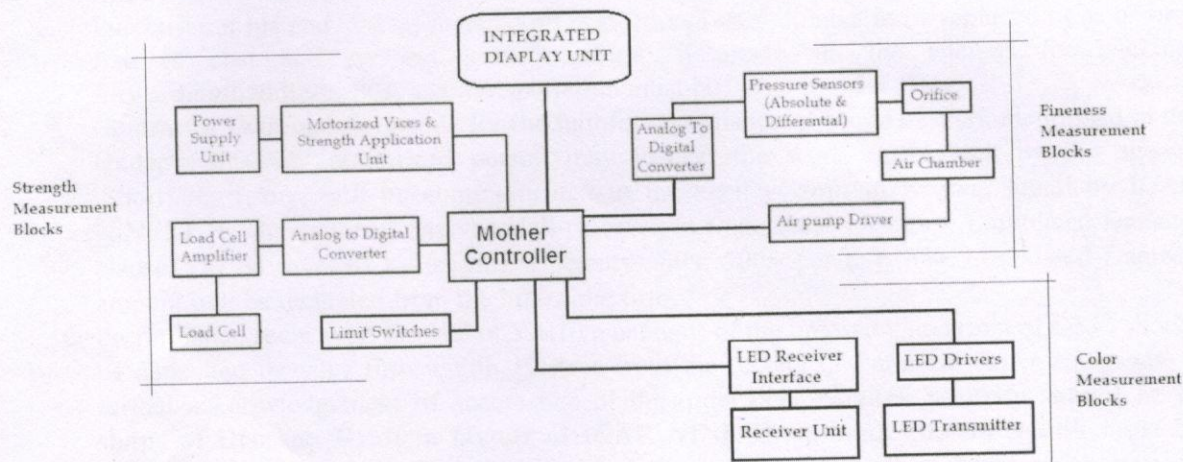 INTEGRATED
DIAPLAY UNIT
Power
Supply
Unit
Motorized Vices &
Strength Application
Unit
Analog To
Digital
Converter
Pressure Sensors
(Absolute &
Differential)
Orifice
Fineness
Measurement
Blocks
Air Chamber
Strength
Measurement
Blocks
Load Cell
Amplifier
Analog to Digital
Converter
Mother
Controller
Air pump Driver
Load Cell
Limit Switches
LED Receiver
Interface
LED Drivers
Color
Measurement
Blocks
Receiver Unit
LED Transmitter